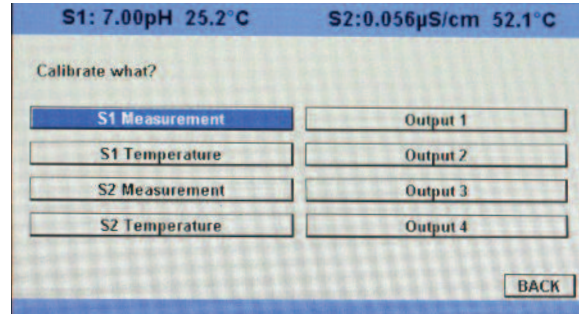 S1: 7.00pH 25.2°C S2:0.056µS/cm 52.1°C
Calibrate what?
S1 Measurement Output 1
S1 Temperature Output 2
S2 Measurement Output 3
S2 Temperature Output 4
BACK